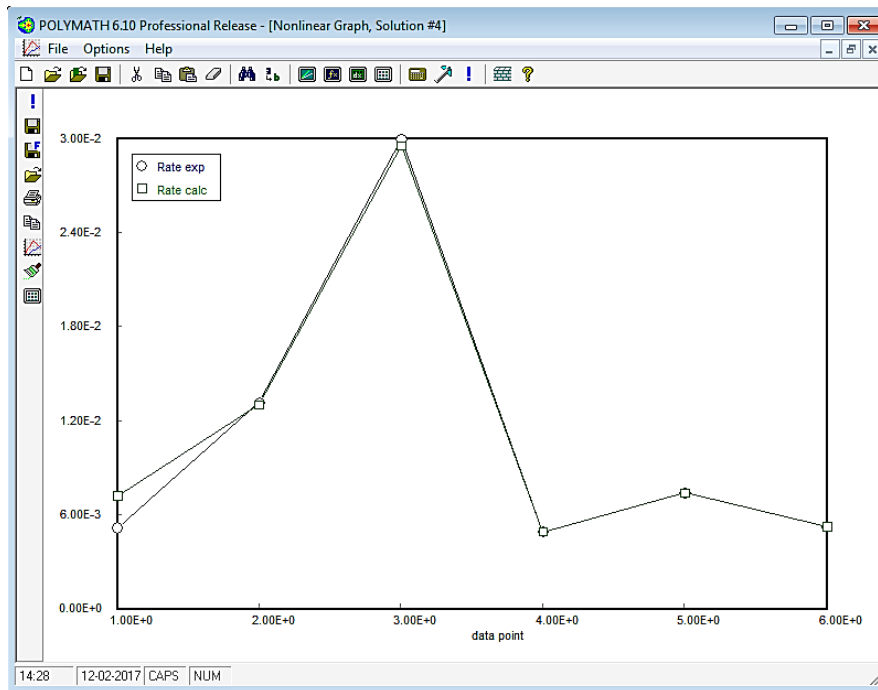 POLYMATH 6.10 Professional Release - [Nonlinear Graph, Solution #4]
File Options Help
3.00E-2
Rate exp
Rate calc
2.40E-2
1.80E-2
1.20E-2
6.00E-3
0.00E+0
1.00E+0 2.00E+0 3.00E+0 4.00E+0 5.00E+0 6.00E+0
data point
14:28 12-02-2017 CAPS NUM